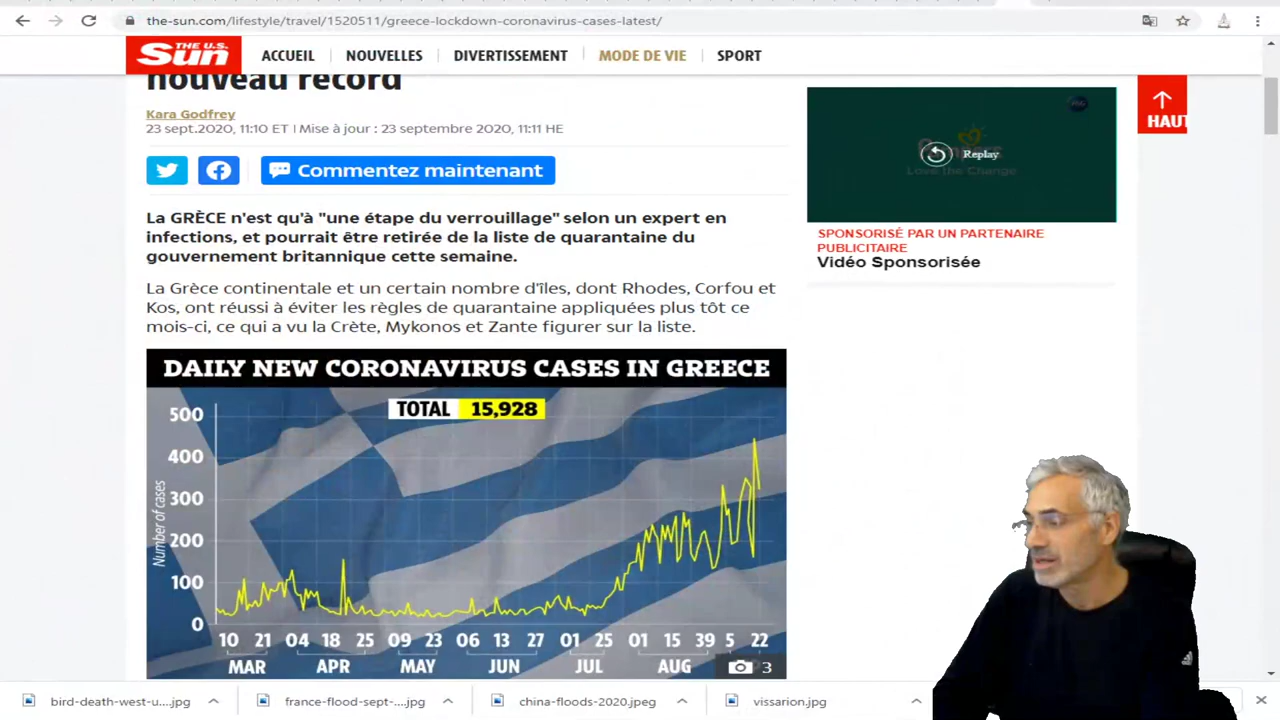 the-sun.com/lifestyle/travel/1520511/greece-lockdown-coronavirus-cases-latest/
THE U.S. Sun
ACCUEIL NOUVELLES DIVERTISSEMENT MODE DE VIE SPORT
nouveau record
HAUT
Kara Godfrey
23 sept.2020, 11:10 ET | Mise à jour : 23 septembre 2020, 11:11 HE
Commentez maintenant
Replay
Love the Change
SPONSORISÉ PAR UN PARTENAIRE
PUBLICITAIRE
Vidéo Sponsorisée
La GRÈCE n'est qu'à "une étape du verrouillage" selon un expert en
infections, et pourrait être retirée de la liste de quarantaine du
gouvernement britannique cette semaine.
La Grèce continentale et un certain nombre d'îles, dont Rhodes, Corfou et
Kos, ont réussi à éviter les règles de quarantaine appliquées plus tôt ce
mois-ci, ce qui a vu la Crète, Mykonos et Zante figurer sur la liste.
DAILY NEW CORONAVIRUS CASES IN GREECE
TOTAL 15,928
500
400
300
200
100
0
Number of cases
10 21 04 18 25 09 23 06 13 27 01 25 01 15 39 5 22
MAR APR MAY JUN JUL AUG
3
bird-death-west-u....jpg france-flood-sept-....jpg china-floods-2020.jpeg vissarion.jpg